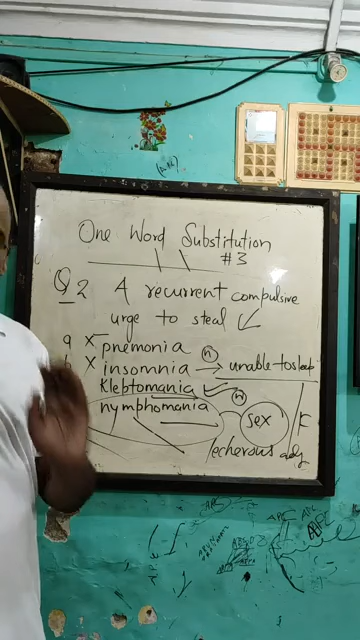 One Word Substitution
#3
Q2 A recurrent compulsive
urge to steal
a X pnemonia
b X insomnia (n) → unable to sleep
Kleptomania (n)
nymphomania sex F
lecherous adj